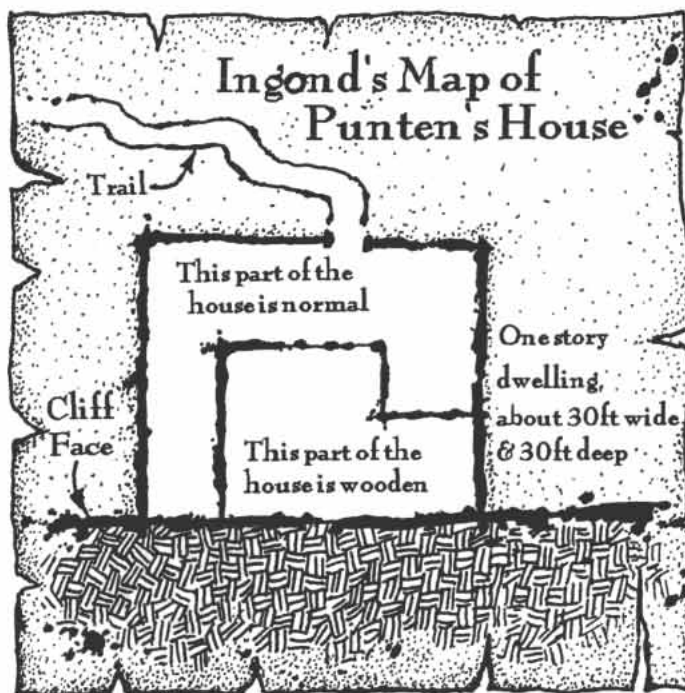 Ingond's Map of
Punten's House
Trail
This part of the
house is normal
One story
dwelling,
about 30ft wide
& 30ft deep
Cliff
Face
This part of the
house is wooden